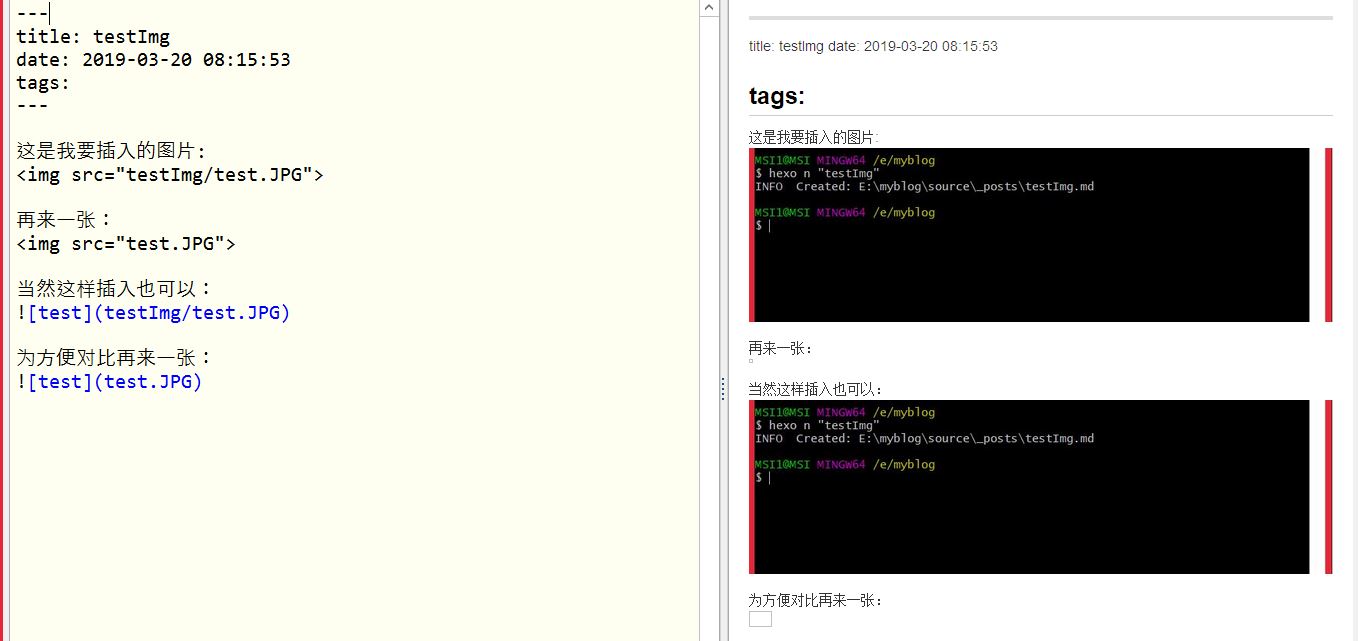 ---
title: testImg
date: 2019-03-20 08:15:53
tags:
---
这是我要插入的图片:
<img src="testImg/test.JPG">
再来一张：
<img src="test.JPG">
当然这样插入也可以：
![test](testImg/test.JPG)
为方便对比再来一张：
![test](test.JPG)
title: testImg date: 2019-03-20 08:15:53
tags:
这是我要插入的图片:
MSI1@MSI MINGW64 /e/myblog
$ hexo n "testImg"
INFO  Created: E:\myblog\source\_posts\testImg.md
MSI1@MSI MINGW64 /e/myblog
$
再来一张：
当然这样插入也可以：
MSI1@MSI MINGW64 /e/myblog
$ hexo n "testImg"
INFO  Created: E:\myblog\source\_posts\testImg.md
MSI1@MSI MINGW64 /e/myblog
$
为方便对比再来一张：